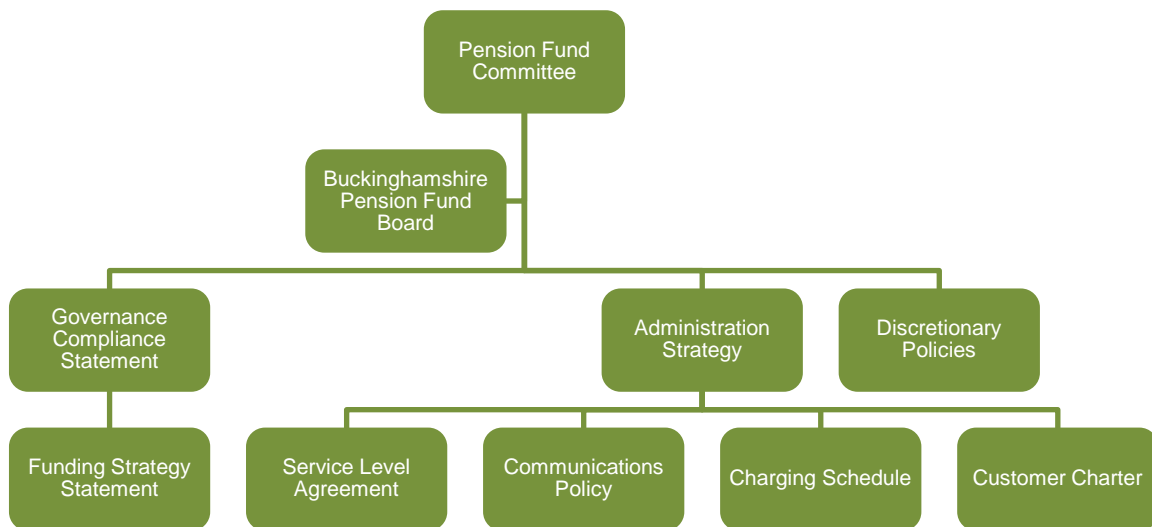 Pension Fund
Committee
Buckinghamshire
Pension Fund
Board
Governance
Compliance
Statement
Administration
Strategy
Discretionary
Policies
Funding Strategy
Statement
Service Level
Agreement
Communications
Policy
Charging Schedule
Customer Charter